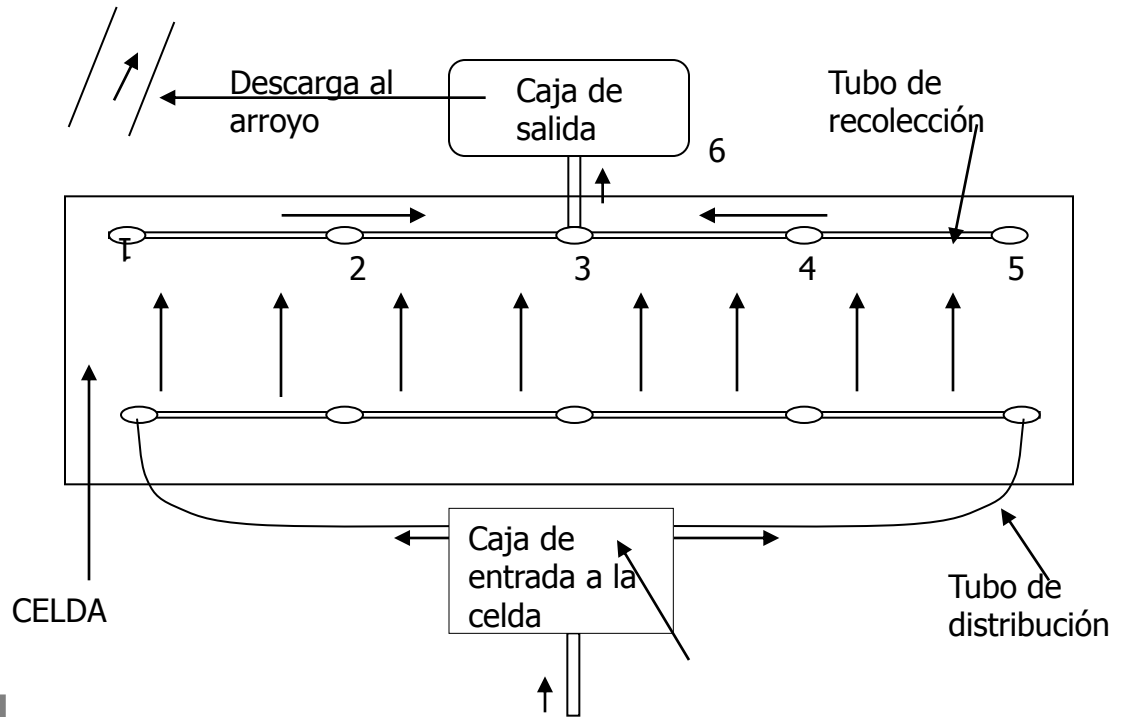 Descarga al
arroyo
Caja de
salida
Tubo de
recolección
6
1
2
3
4
5
CELDA
Caja de
entrada a la
celda
Tubo de
distribución